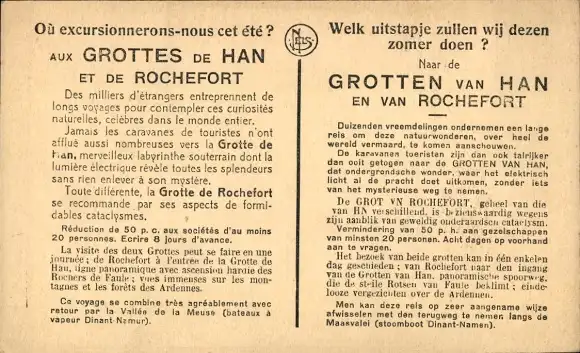 Où excursionnerons-nous cet été ?
AUX GROTTES DE HAN
ET DE ROCHEFORT
Des milliers d'étrangers entreprennent de
longs voyages pour contempler ces curiosités
naturelles, celèbres dans le monde entier.
Jamais les caravanes de touristes n'ont
afflué aussi nombreuses vers la Grotte de
Han, merveilleux labyrinthe souterrain dont la
lumière électrique révèle toutes les splendeurs
sans rien enlever à son mystère.
Toute différente, la Grotte de Rochefort
se recommande par ses aspects de formi-
dables cataclysmes.
Réduction de 50 p. c. aux sociétés d'au moins
20 personnes. Ecrire 8 jours d'avance.
La visite des deux Grottes peut se faire en une
journée ; de Rochefort à l'entrée de la Grotte de
Han, ligne panoramique avec ascension hardie des
Rochers de Faule ; vues immenses sur les mon-
tagnes et les forêts des Ardennes.
Ce voyage se combine très agréablement avec
retour par la Vallée de la Meuse (bateaux à
vapeur Dinant-Namur).
NELS
Welk uitstapje zullen wij dezen
zomer doen ?
Naar de
GROTTEN VAN HAN
EN VAN ROCHEFORT
Duizenden vreemdelingen ondernemen een lange
reis om deze natuurwonderen, over heel de
wereld vermaard, te komen aanschouwen.
De karavanen toeristen zijn dan ook talrijker
dan ooit getogen naar de GROTTEN VAN HAN,
dat ondergrondsche wonder, waar het elektrisch
licht al de pracht doet uitkomen, zonder iets
van het mysterieuse weg te nemen.
De GROT VN ROCHEFORT, geheel van die
van HN verschillend, is beziensaardig wegens
zijn aanblik van geweldig onderaardschen cataclysm.
Vermindering van 50 p. h. aan gezelschappen
van minsten 20 personen. Acht dagen op voorhand
aan te vragen.
Het bezoek van beide grotten kan in één enkelen
dag geschieden ; van Rochefort naar den ingang
van de Grotten van Han, panoramische spoorweg,
die de steile Rotsen van Faule beklimt ; einde-
looze vergezichten over de Ardennen.
Men kan deze reis op zeer aangename wijze
afwisselen met den terugweg te nemen langs de
Maasvalei (stoomboot Dinant-Namen).